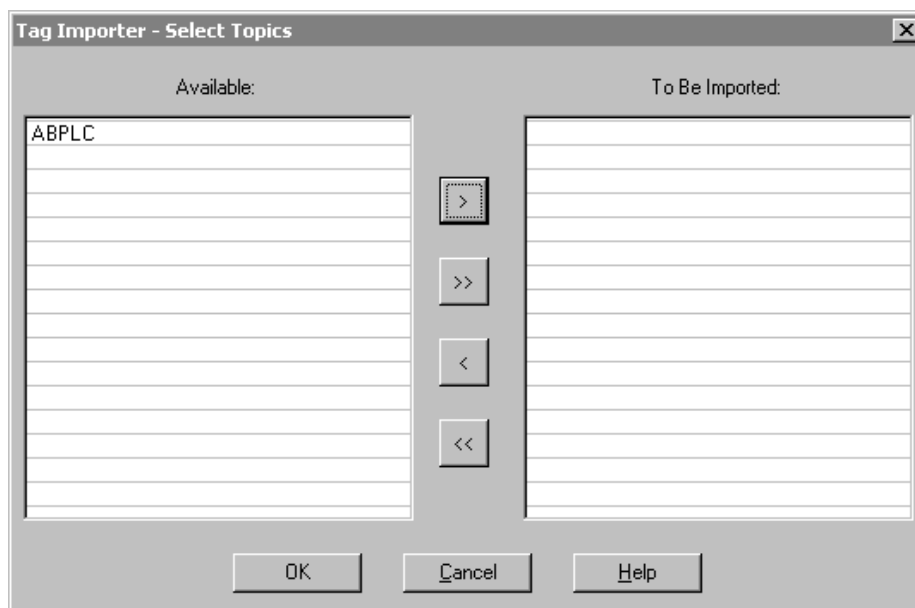 Tag Importer - Select Topics
Available:
To Be Imported:
ABPLC
>
>>
<
<<
OK
Cancel
Help